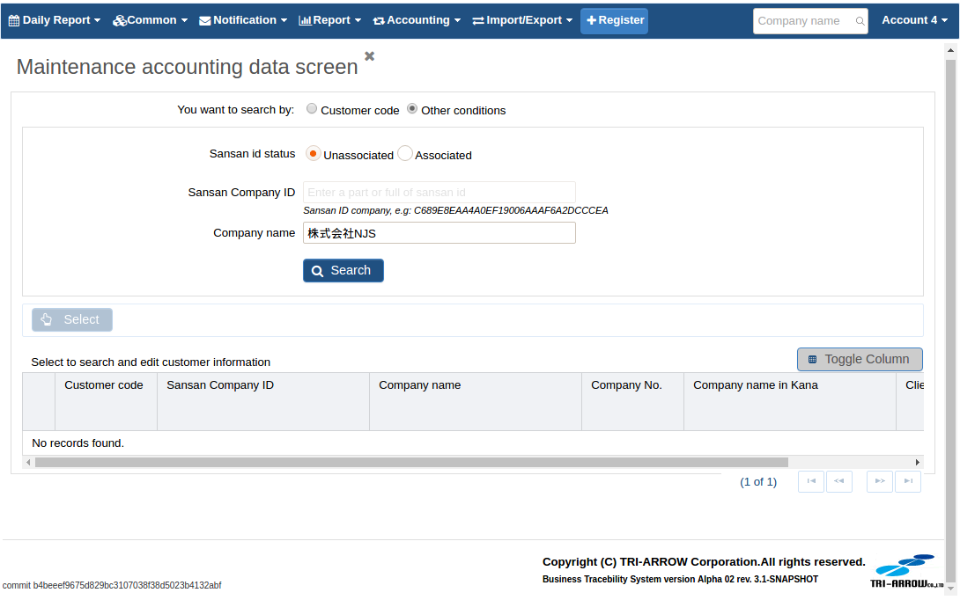 Daily Report Common Notification Report Accounting Import/Export Register Company name Account 4
Maintenance accounting data screen
You want to search by: Customer code Other conditions
Sansan id status Unassociated Associated
Sansan Company ID Enter a part or full of sansan id
Sansan ID company, e.g: C689E8EAA4A0EF19006AAAF6A2DCCCEA
Company name 株式会社NJS
Search
Select
Select to search and edit customer information Toggle Column
Customer code Sansan Company ID Company name Company No. Company name in Kana Clie
No records found.
(1 of 1)
Copyright (C) TRI-ARROW Corporation.All rights reserved.
Business Tracebility System version Alpha 02 rev. 3.1-SNAPSHOT
TRI-ARROW Co.,LTD
commit b4beeef9675d829bc3107038f38d5023b4132abf